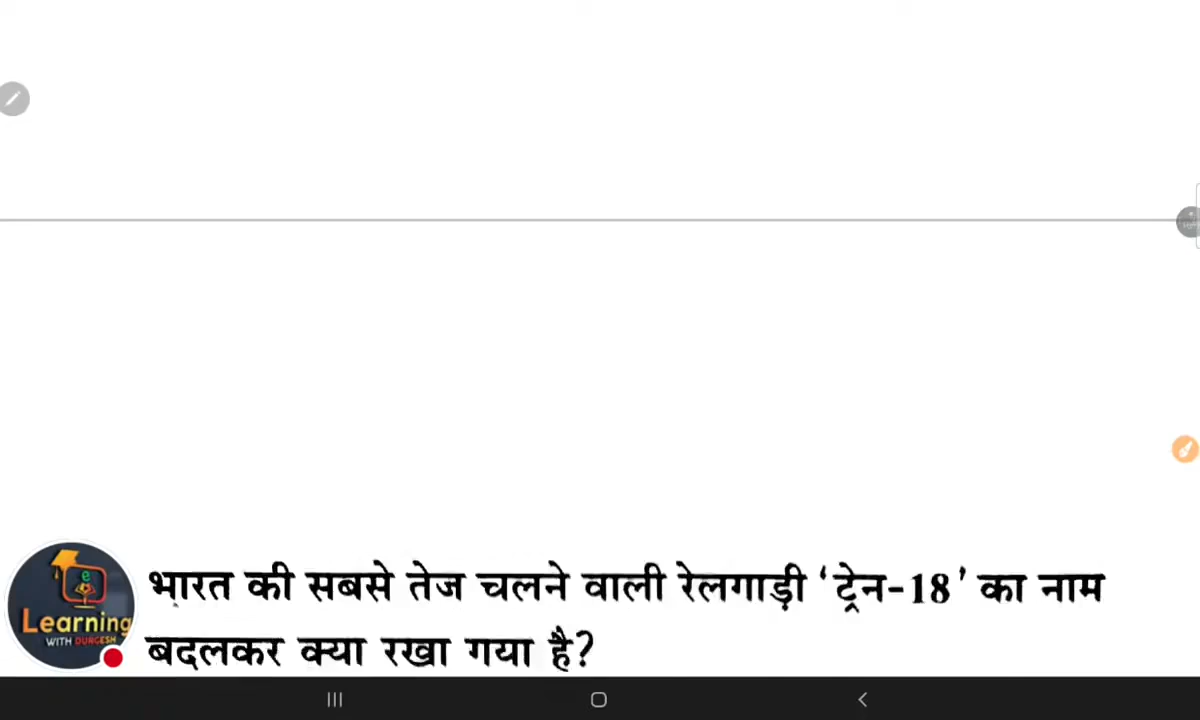 भारत की सबसे तेज चलने वाली रेलगाड़ी ‘ट्रेन-18’ का नाम
बदलकर क्या रखा गया है?
e
Learning
WITH DURGESH